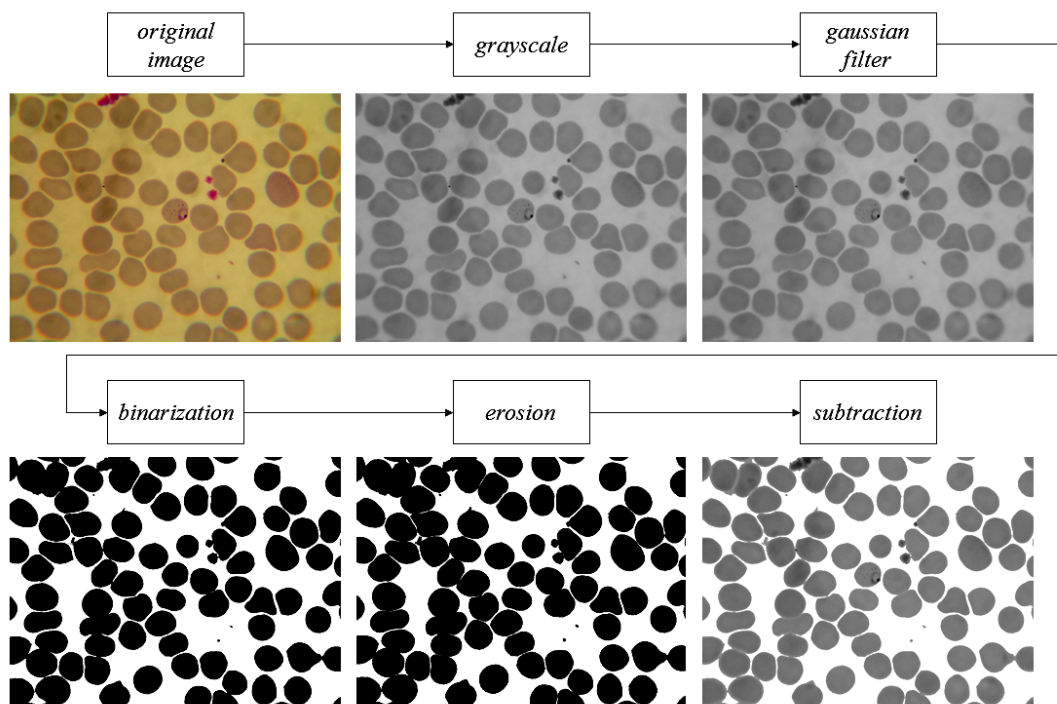 original
image
grayscale
gaussian
filter
binarization
erosion
subtraction